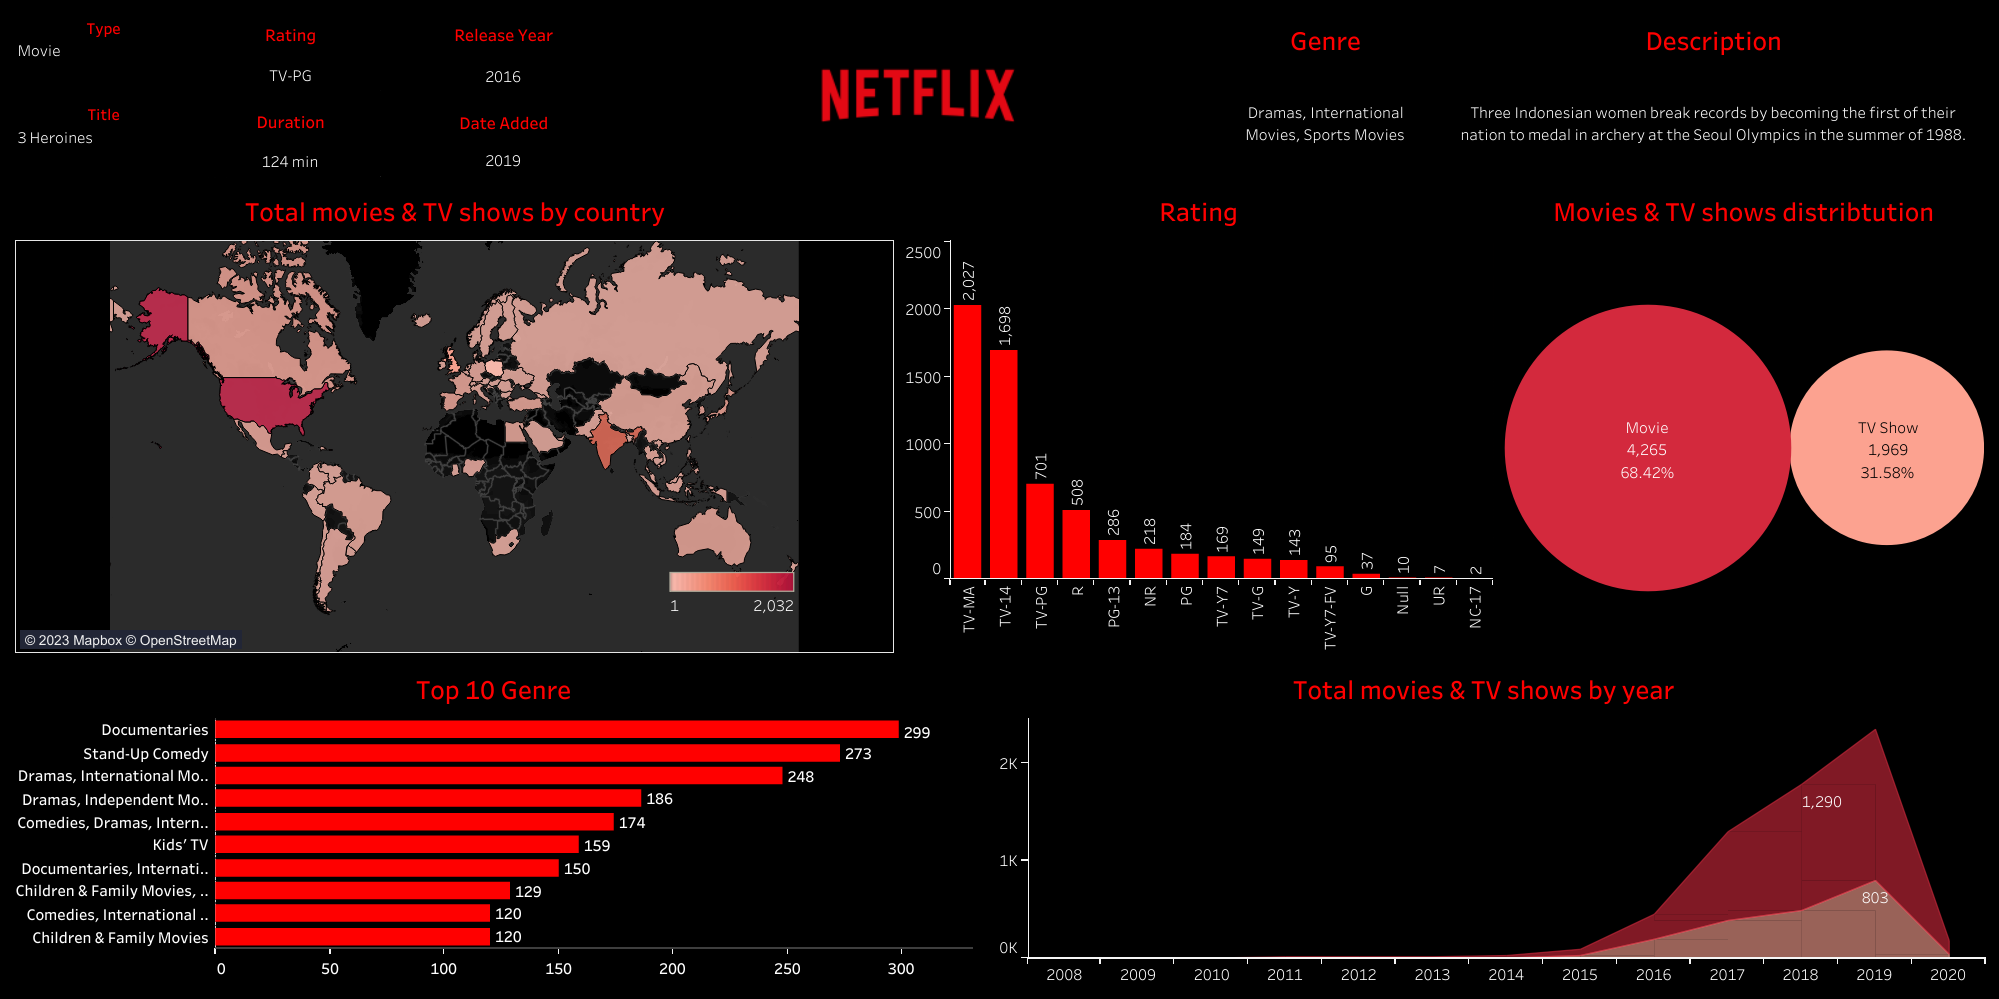 Type
Movie
Rating
TV-PG
Release Year
2016
Title
3 Heroines
Duration
124 min
Date Added
2019
NETFLIX
Genre
Dramas, International
Movies, Sports Movies
Description
Three Indonesian women break records by becoming the first of their
nation to medal in archery at the Seoul Olympics in the summer of 1988.
Total movies & TV shows by country
1
2,032
© 2023 Mapbox © OpenStreetMap
Rating
2500
2000
1500
1000
500
0
2,027
1,698
701
508
286
218
184
169
149
143
95
37
10
7
2
TV-MA
TV-14
TV-PG
R
PG-13
NR
PG
TV-Y7
TV-G
TV-Y
TV-Y7-FV
G
Null
UR
NC-17
Movies & TV shows distribtution
Movie
4,265
68.42%
TV Show
1,969
31.58%
Top 10 Genre
Documentaries
299
Stand-Up Comedy
273
Dramas, International Mo..
248
Dramas, Independent Mo..
186
Comedies, Dramas, Intern..
174
Kids’ TV
159
Documentaries, Internati..
150
Children & Family Movies, ..
129
Comedies, International ..
120
Children & Family Movies
120
0
50
100
150
200
250
300
Total movies & TV shows by year
2K
1K
0K
1,290
803
2008
2009
2010
2011
2012
2013
2014
2015
2016
2017
2018
2019
2020